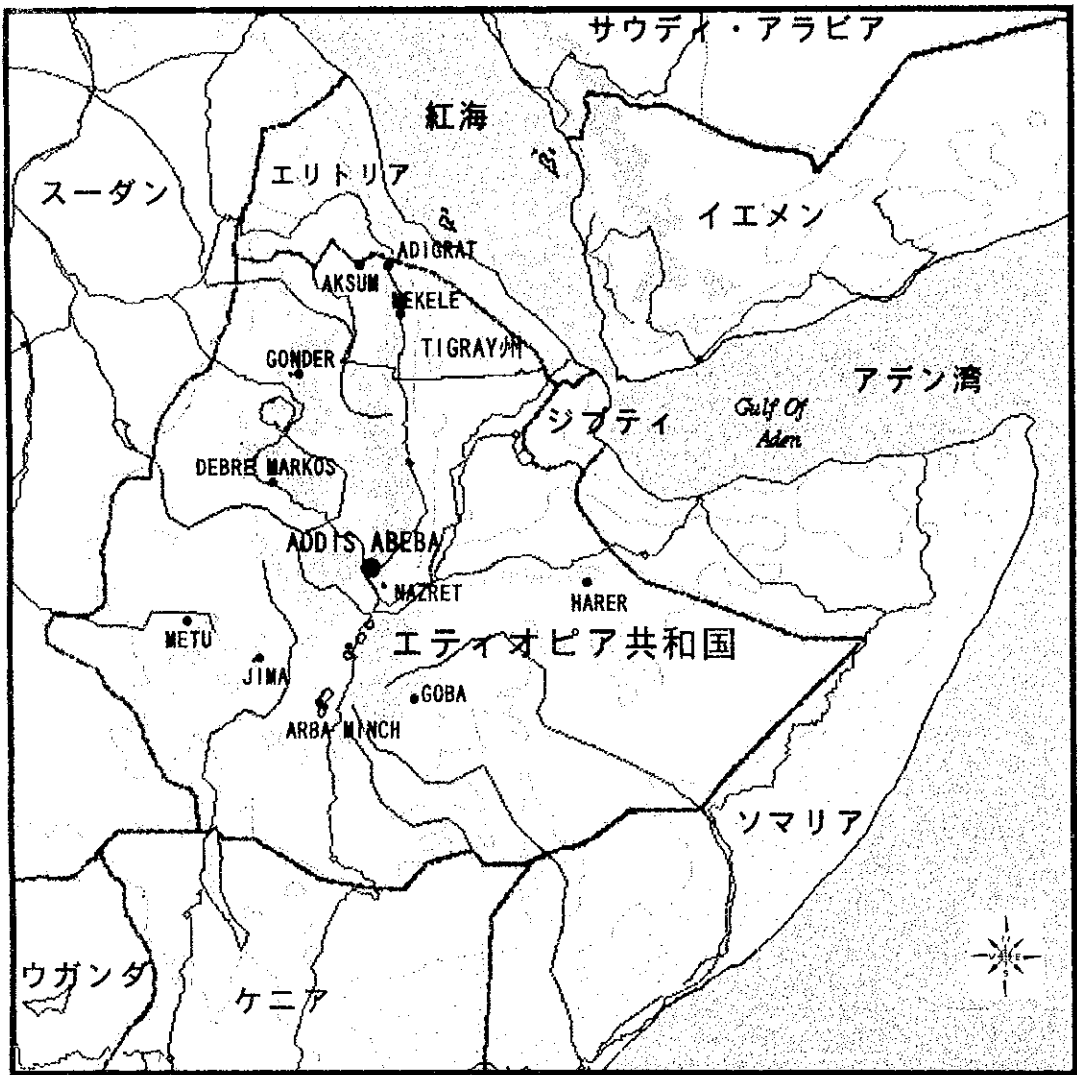 サウディ・アラビア
紅海
エリトリア
スーダン
イエメン
ADIGRAT
AKSUM
MEKELE
TIGRAY州
GONDER
アデン湾
Gulf Of
Aden
ジブティ
DEBRE MARKOS
ADDIS ABEBA
NAZRET
HARER
METU
エティオピア共和国
JIMA
GOBA
ARBA MINCH
ソマリア
ウガンダ
ケニア
E
S